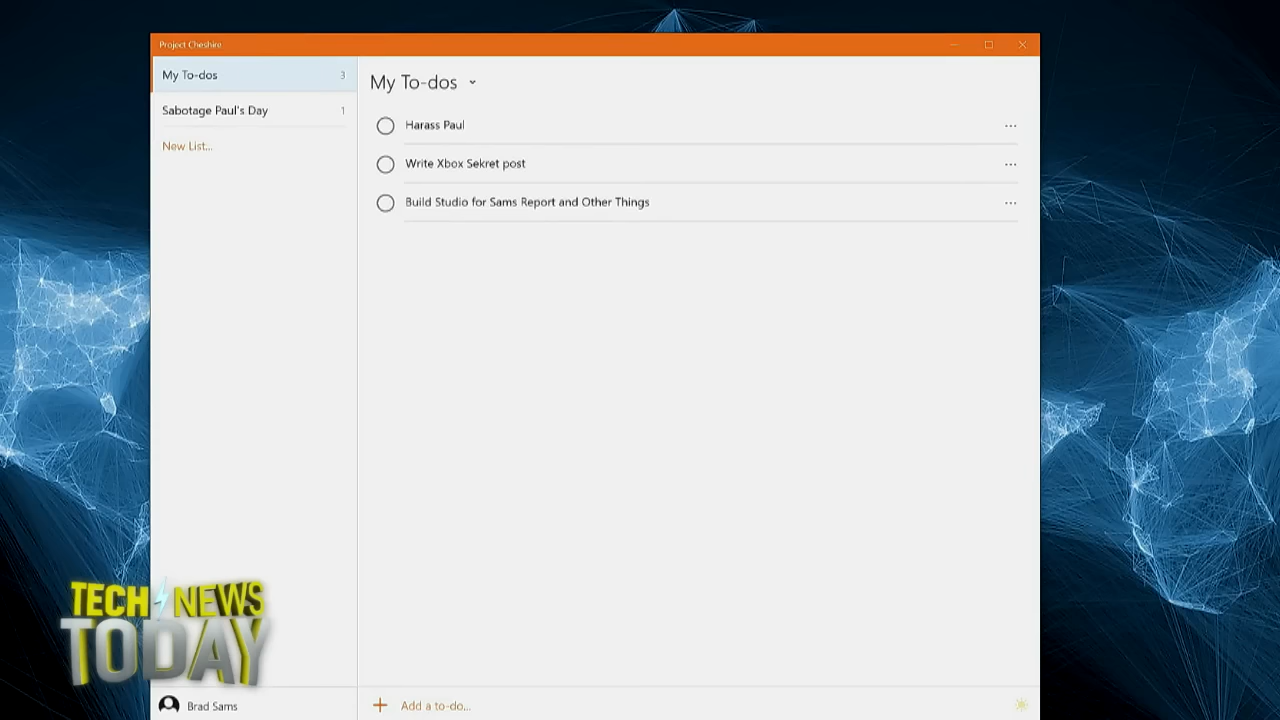 Project Cheshire
My To-dos 3
Sabotage Paul's Day 1
New List...
My To-dos
Harass Paul
Write Xbox Sekret post
Build Studio for Sams Report and Other Things
TECH NEWS
TODAY
Brad Sams
Add a to-do...